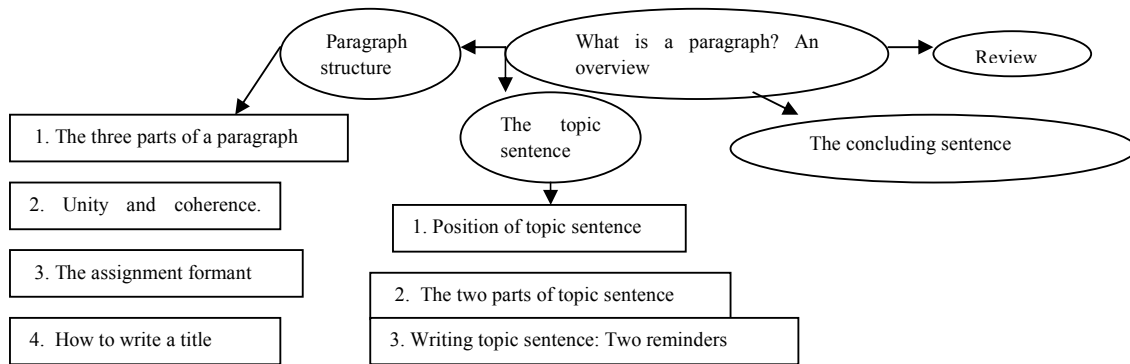 Paragraph
structure
What is a paragraph? An
overview
Review
The topic
sentence
The concluding sentence
1. The three parts of a paragraph
2. Unity and coherence.
3. The assignment formant
4. How to write a title
1. Position of topic sentence
2. The two parts of topic sentence
3. Writing topic sentence: Two reminders